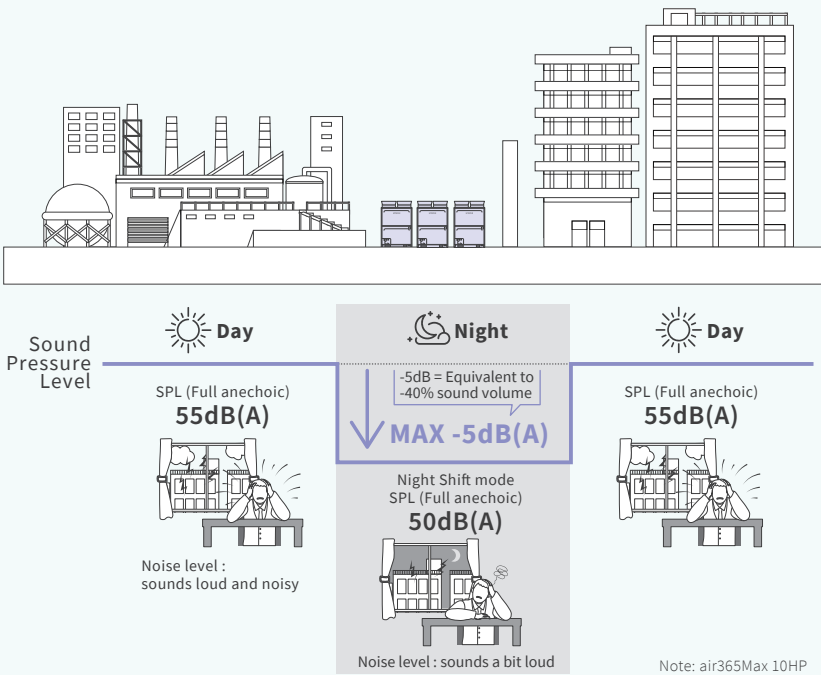 Day
Night
Day
Sound
Pressure
Level
SPL (Full anechoic)
55dB(A)
Noise level :
sounds loud and noisy
-5dB = Equivalent to
-40% sound volume
MAX -5dB(A)
Night Shift mode
SPL (Full anechoic)
50dB(A)
Noise level : sounds a bit loud
SPL (Full anechoic)
55dB(A)
Note: air365Max 10HP